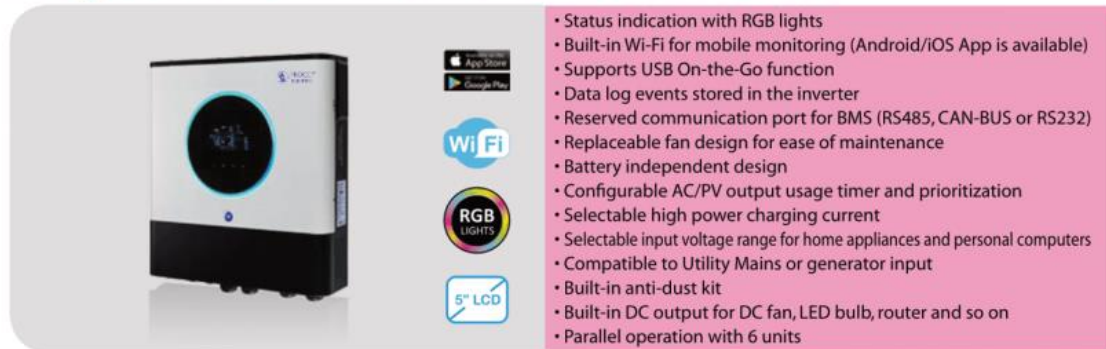 App Store
Google Play
Wi Fi
RGB
LIGHTS
5" LCD
• Status indication with RGB lights
• Built-in Wi-Fi for mobile monitoring (Android/iOS App is available)
• Supports USB On-the-Go function
• Data log events stored in the inverter
• Reserved communication port for BMS (RS485, CAN-BUS or RS232)
• Replaceable fan design for ease of maintenance
• Battery independent design
• Configurable AC/PV output usage timer and prioritization
• Selectable high power charging current
• Selectable input voltage range for home appliances and personal computers
• Compatible to Utility Mains or generator input
• Built-in anti-dust kit
• Built-in DC output for DC fan, LED bulb, router and so on
• Parallel operation with 6 units